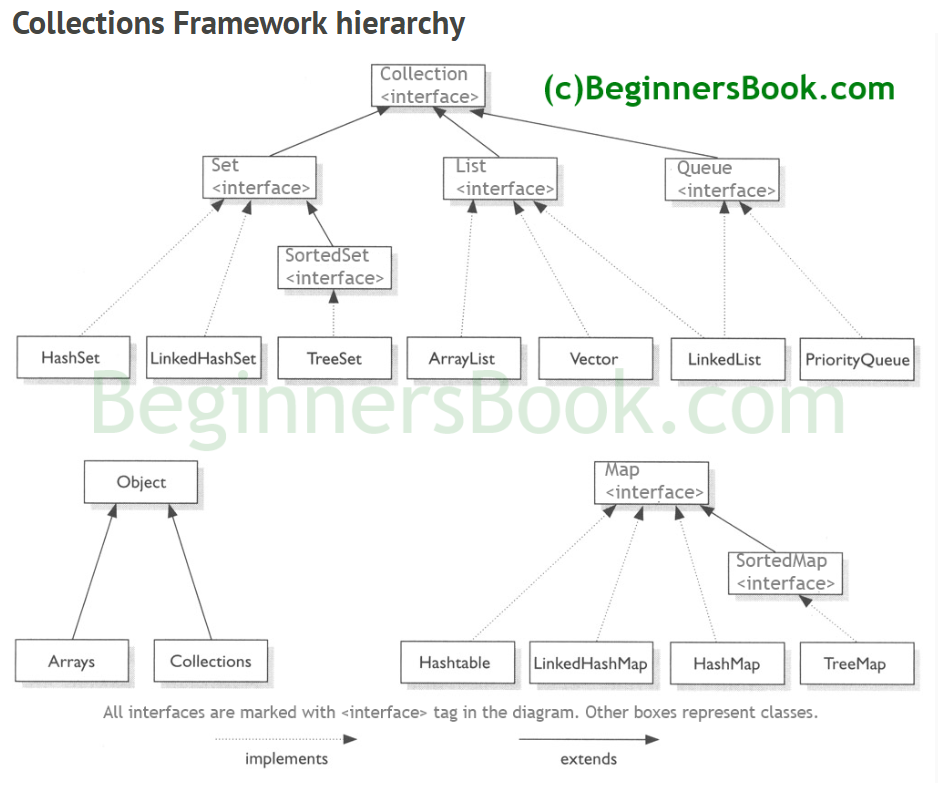 Collections Framework hierarchy
Collection
<interface>
(c)BeginnersBook.com
Set
<interface>
List
<interface>
Queue
<interface>
SortedSet
<interface>
HashSet
LinkedHashSet
TreeSet
ArrayList
Vector
LinkedList
PriorityQueue
BeginnersBook.com
Object
Map
<interface>
SortedMap
<interface>
Arrays
Collections
Hashtable
LinkedHashMap
HashMap
TreeMap
All interfaces are marked with <interface> tag in the diagram. Other boxes represent classes.
implements
extends